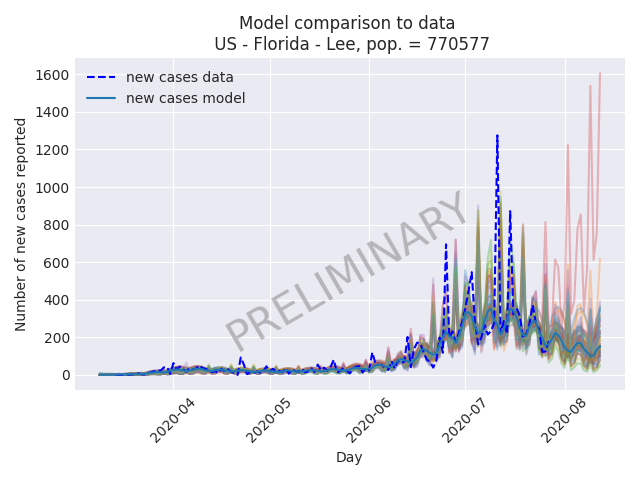 Model comparison to data
US - Florida - Lee, pop. = 770577
new cases data
new cases model
PRELIMINARY
Number of new cases reported
1600
1400
1200
1000
800
600
400
200
0
2020-04
2020-05
2020-06
2020-07
2020-08
Day